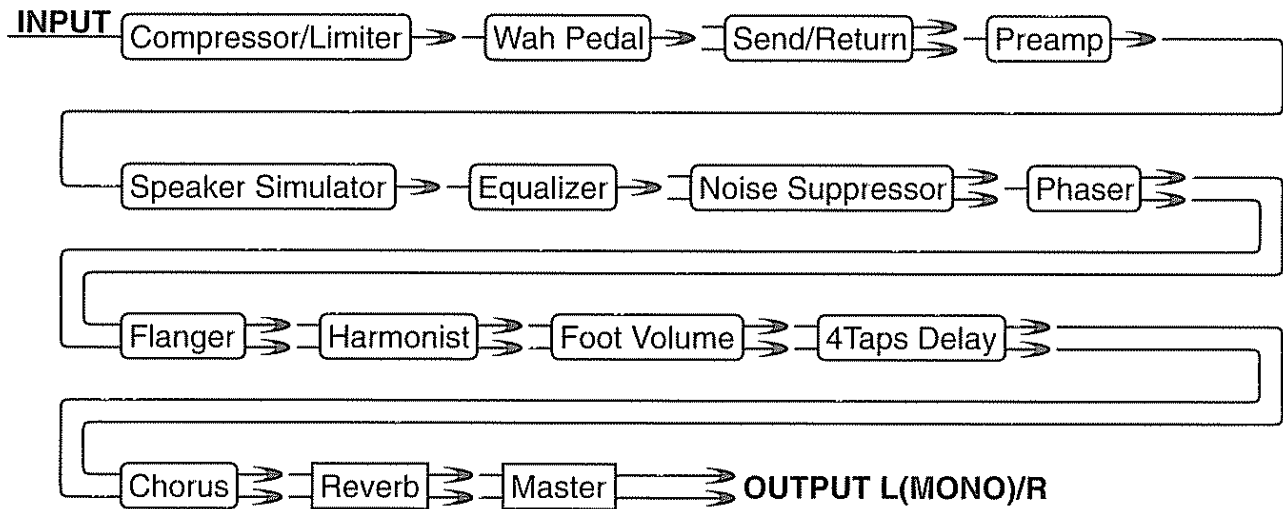 INPUT Compressor/Limiter Wah Pedal Send/Return Preamp
Speaker Simulator Equalizer Noise Suppressor Phaser
Flanger Harmonist Foot Volume 4Taps Delay
Chorus Reverb Master OUTPUT L(MONO)/R